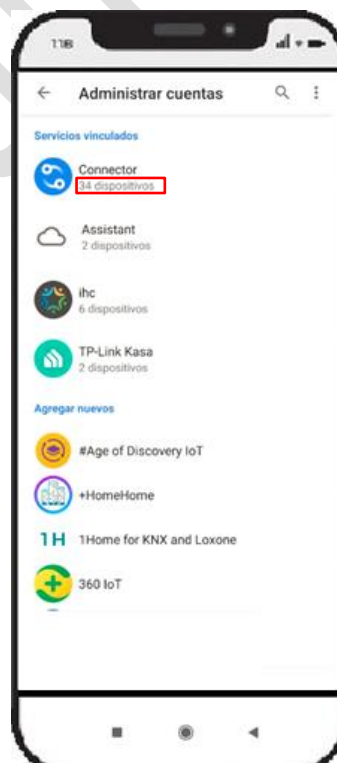 Administrar cuentas
Servicios vinculados
Connector
34 dispositivos
Assistant
2 dispositivos
ihc
6 dispositivos
TP-Link Kasa
2 dispositivos
Agregar nuevos
#Age of Discovery IoT
+HomeHome
1H 1Home for KNX and Loxone
360 IoT